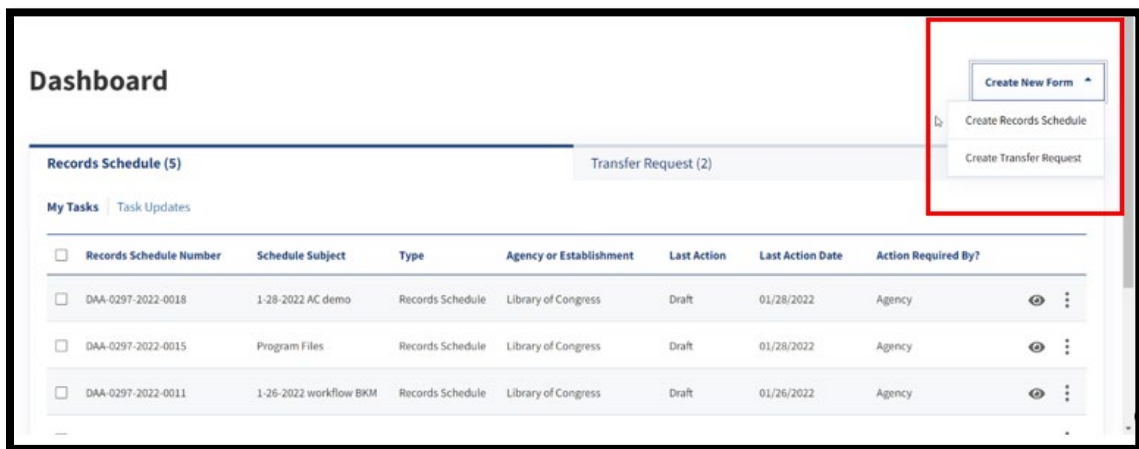 Dashboard
Create New Form
Create Records Schedule
Create Transfer Request
Records Schedule (5) Transfer Request (2)
My Tasks Task Updates
Records Schedule Number Schedule Subject Type Agency or Establishment Last Action Last Action Date Action Required By?
DAA-0297-2022-0018 1-28-2022 AC demo Records Schedule Library of Congress Draft 01/28/2022 Agency
DAA-0297-2022-0015 Program Files Records Schedule Library of Congress Draft 01/28/2022 Agency
DAA-0297-2022-0011 1-26-2022 workflow BKM Records Schedule Library of Congress Draft 01/26/2022 Agency